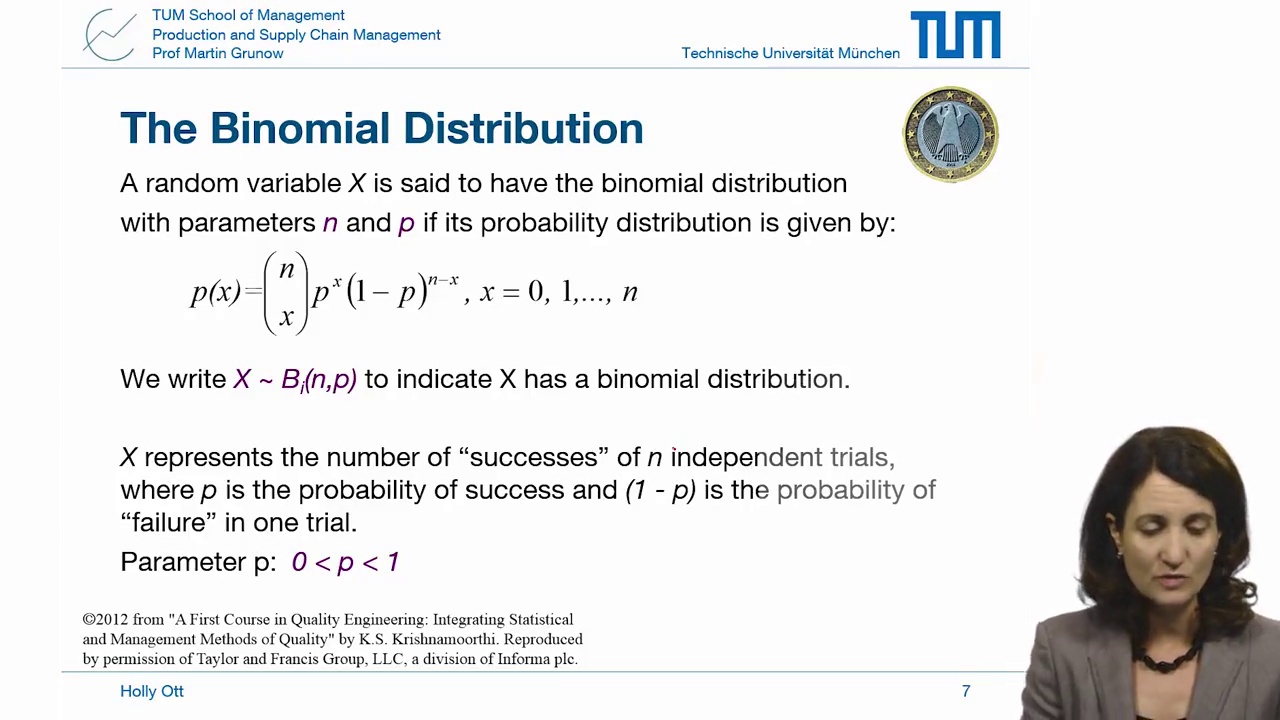 TUM School of Management
Production and Supply Chain Management
Prof Martin Grunow
Technische Universität München
TUM
The Binomial Distribution
A random variable X is said to have the binomial distribution
with parameters n and p if its probability distribution is given by:
p(x)=(n x) p^x (1 − p)^{n−x}, x = 0, 1,..., n
We write X ~ B_i(n,p) to indicate X has a binomial distribution.
X represents the number of “successes” of n independent trials,
where p is the probability of success and (1 - p) is the probability of
“failure” in one trial.
Parameter p: 0 < p < 1
©2012 from "A First Course in Quality Engineering: Integrating Statistical
and Management Methods of Quality" by K.S. Krishnamoorthi. Reproduced
by permission of Taylor and Francis Group, LLC, a division of Informa plc.
Holly Ott
7